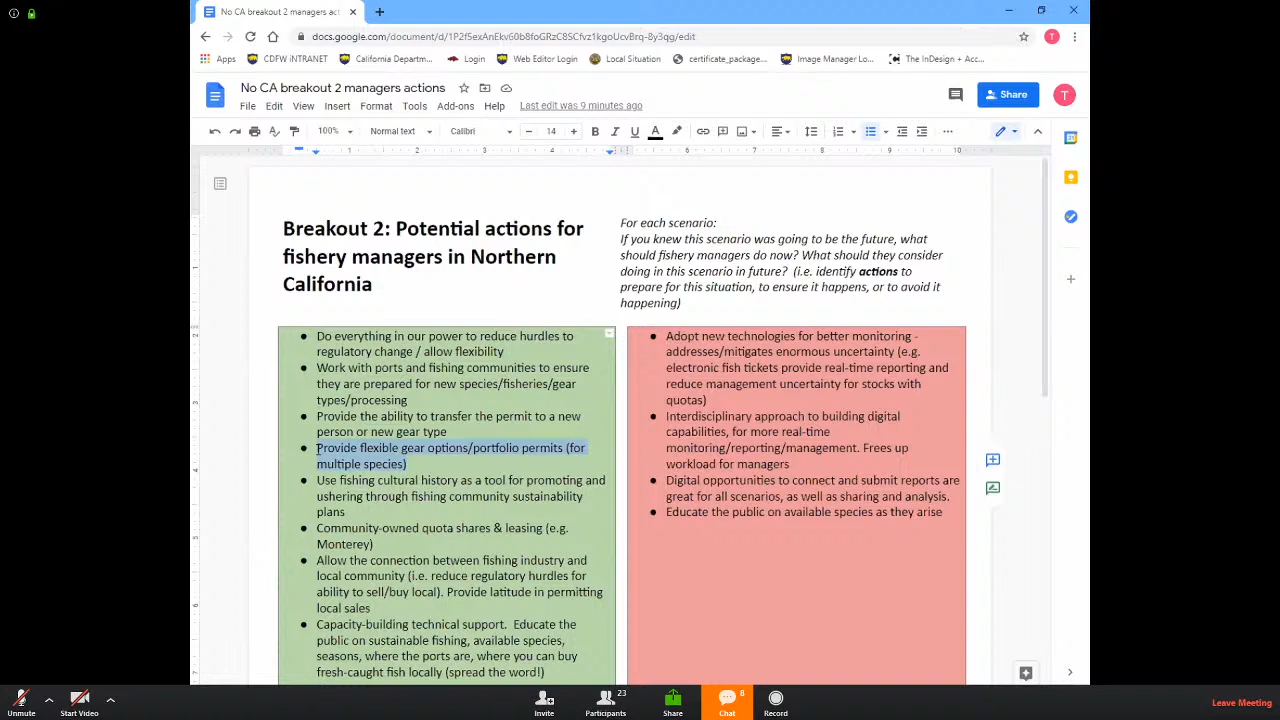 No CA breakout 2 managers act
docs.google.com/document/d/1P2f5exAnEkv60b8foGRzC8SCfvz1kgoUcvBrq-8y3qg/edit
T
Apps
CDFW INTRANET
California Departm...
Login
Web Editor Login
Local Situation
certificate_package...
Image Manager Lo...
The InDesign + Acc...
No CA breakout 2 managers actions
File Edit View Insert Format Tools Add-ons Help Last edit was 9 minutes ago
Share
T
100% Normal text Calibri 14
Breakout 2: Potential actions for
fishery managers in Northern
California
For each scenario:
If you knew this scenario was going to be the future, what
should fishery managers do now? What should they consider
doing in this scenario in future? (i.e. identify actions to
prepare for this situation, to ensure it happens, or to avoid it
happening)
● Do everything in our power to reduce hurdles to
regulatory change / allow flexibility
● Work with ports and fishing communities to ensure
they are prepared for new species/fisheries/gear
types/processing
● Provide the ability to transfer the permit to a new
person or new gear type
● Provide flexible gear options/portfolio permits (for
multiple species)
● Use fishing cultural history as a tool for promoting and
ushering through fishing community sustainability
plans
● Community-owned quota shares & leasing (e.g.
Monterey)
● Allow the connection between fishing industry and
local community (i.e. reduce regulatory hurdles for
ability to sell/buy local). Provide latitude in permitting
local sales
● Capacity-building technical support. Educate the
public on sustainable fishing, available species,
seasons, where the ports are, where you can buy
fresh-caught fish locally (spread the word!)
● Adopt new technologies for better monitoring -
addresses/mitigates enormous uncertainty (e.g.
electronic fish tickets provide real-time reporting and
reduce management uncertainty for stocks with
quotas)
● Interdisciplinary approach to building digital
capabilities, for more real-time
monitoring/reporting/management. Frees up
workload for managers
● Digital opportunities to connect and submit reports are
great for all scenarios, as well as sharing and analysis.
● Educate the public on available species as they arise
Unmute
Start Video
Invite
23
Participants
Share
8
Chat
Record
Leave Meeting